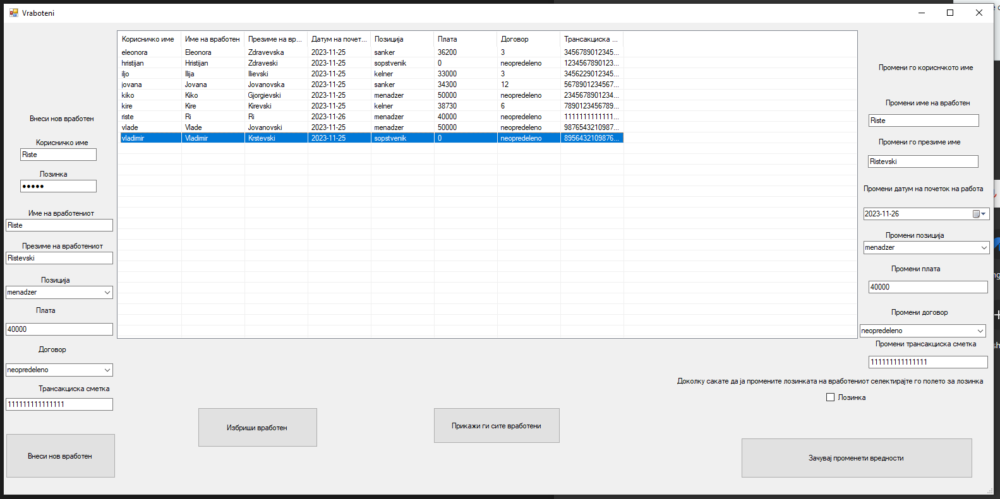 Vraboteni
Внеси нов вработен
Корисничко име
Riste
Лозинка
●●●●●
Име на вработениот
Riste
Презиме на вработениот
Ristevski
Позиција
menadzer
Плата
40000
Договор
neopredeleno
Трансакциска сметка
111111111111111
Внеси нов вработен
Корисничко име Име на вработен Презиме на вр... Датум на почет... Позиција Плата Договор Трансакциска ...
eleonora Eleonora Zdravevska 2023-11-25 sanker 36200 3 3456789012345...
hristijan Hristijan Zdraveski 2023-11-25 sopstvenik 0 neopredeleno 1234567890123...
iljo Ilija Ilievski 2023-11-25 kelner 33000 3 3456229012345...
jovana Jovana Jovanovska 2023-11-25 sanker 34300 12 5678901234567...
kiko Kiko Gjorgievski 2023-11-25 menadzer 50000 neopredeleno 2345678901234...
kire Kire Kirevski 2023-11-25 kelner 38730 6 7890123456789...
riste Ri Ri 2023-11-26 menadzer 40000 neopredeleno 1111111111111...
vlade Vlade Jovanovski 2023-11-25 menadzer 50000 neopredeleno 9876543210987...
vladimir Vladimir Krstevski 2023-11-25 sopstvenik 0 neopredeleno 8956432109876...
Избриши вработен
Прикажи ги сите вработени
Промени го кориснчкото име
Промени име на вработен
Riste
Промени го презиме име
Ristevski
Промени датум на почеток на работа
2023-11-26
Промени позиција
menadzer
Промени плата
40000
Промени договор
neopredeleno
Промени трансакциска сметка
111111111111111
Доколку сакате да ја промените лозинката на вработениот селектирајте го полето за лозинка
Лозинка
Зачувај променети вредности